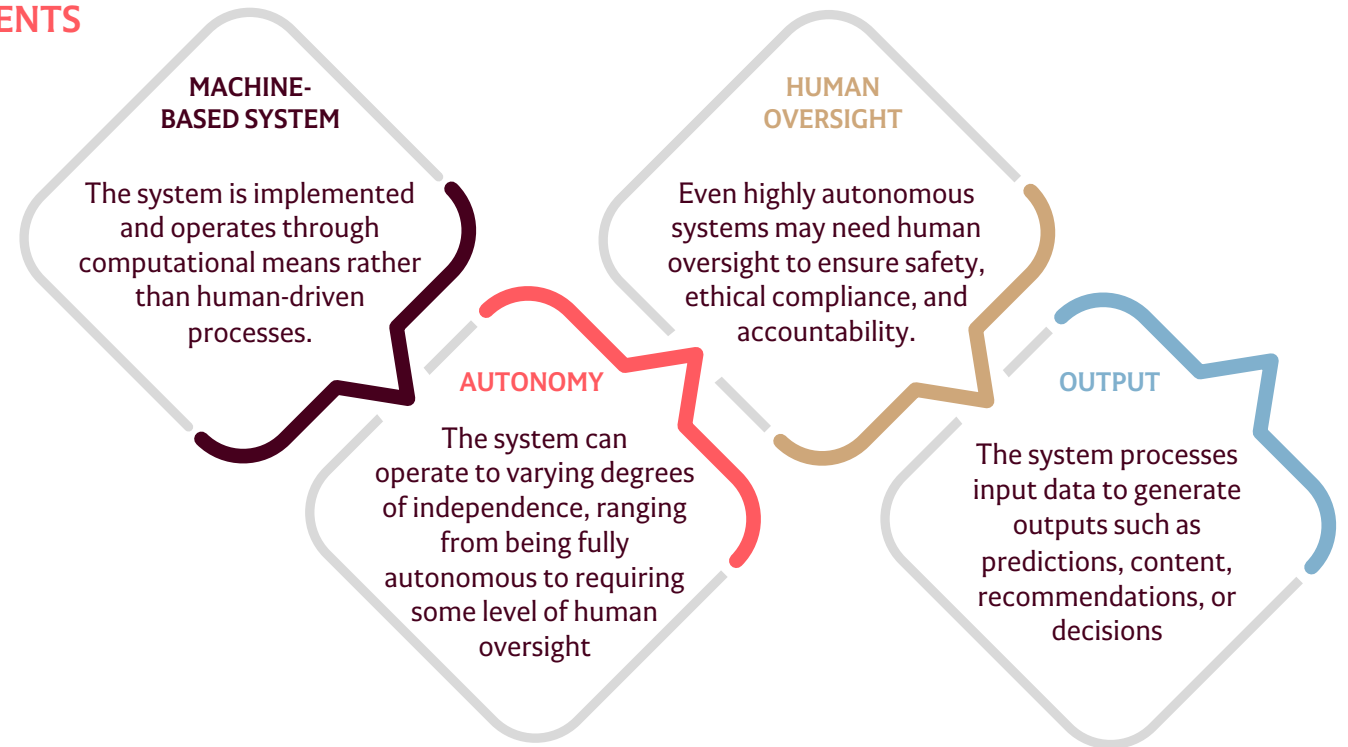 ENTS
MACHINE-
BASED SYSTEM
The system is implemented
and operates through
computational means rather
than human-driven
processes.
AUTONOMY
The system can
operate to varying degrees
of independence, ranging
from being fully
autonomous to requiring
some level of human
oversight
HUMAN
OVERSIGHT
Even highly autonomous
systems may need human
oversight to ensure safety,
ethical compliance, and
accountability.
OUTPUT
The system processes
input data to generate
outputs such as
predictions, content,
recommendations, or
decisions